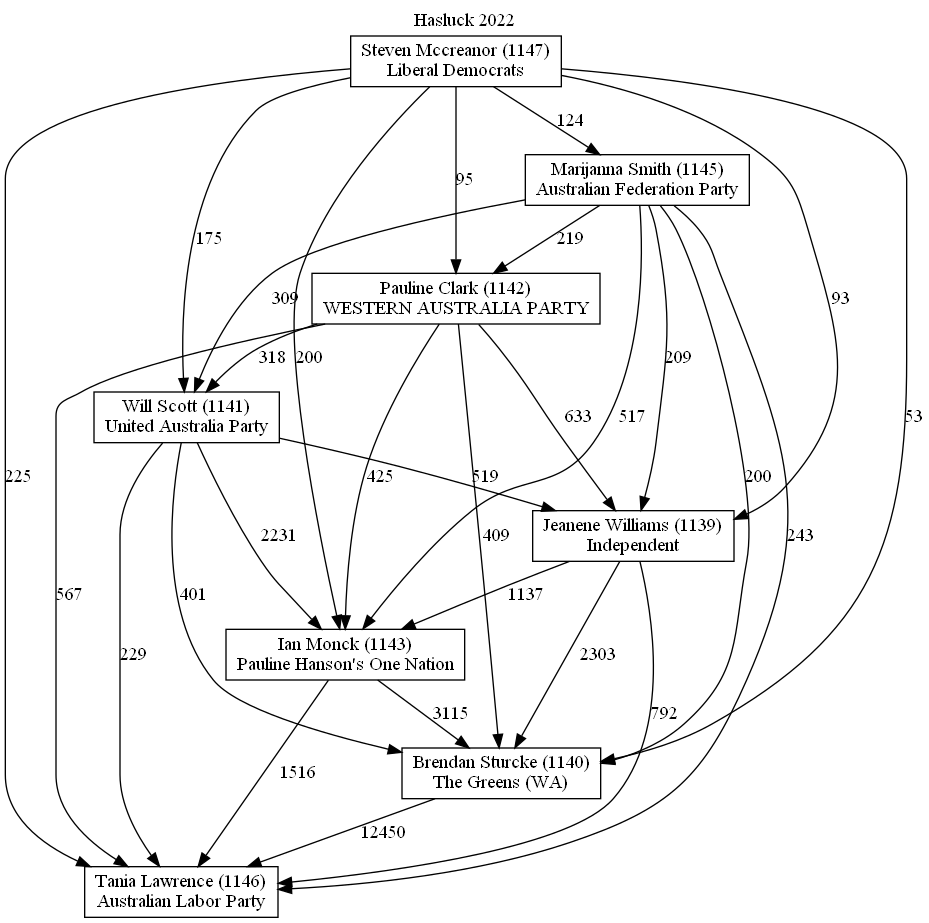 Hasluck 2022
Steven Mccreanor (1147)
Liberal Democrats
124
Marijanna Smith (1145)
Australian Federation Party
95
175
219
Pauline Clark (1142)
WESTERN AUSTRALIA PARTY
309
93
318
200
209
Will Scott (1141)
United Australia Party
633
517
53
225
425
519
200
Jeanene Williams (1139)
Independent
2231
409
243
567
401
1137
Ian Monck (1143)
Pauline Hanson's One Nation
229
2303
3115
792
Brendan Sturcke (1140)
The Greens (WA)
1516
12450
Tania Lawrence (1146)
Australian Labor Party